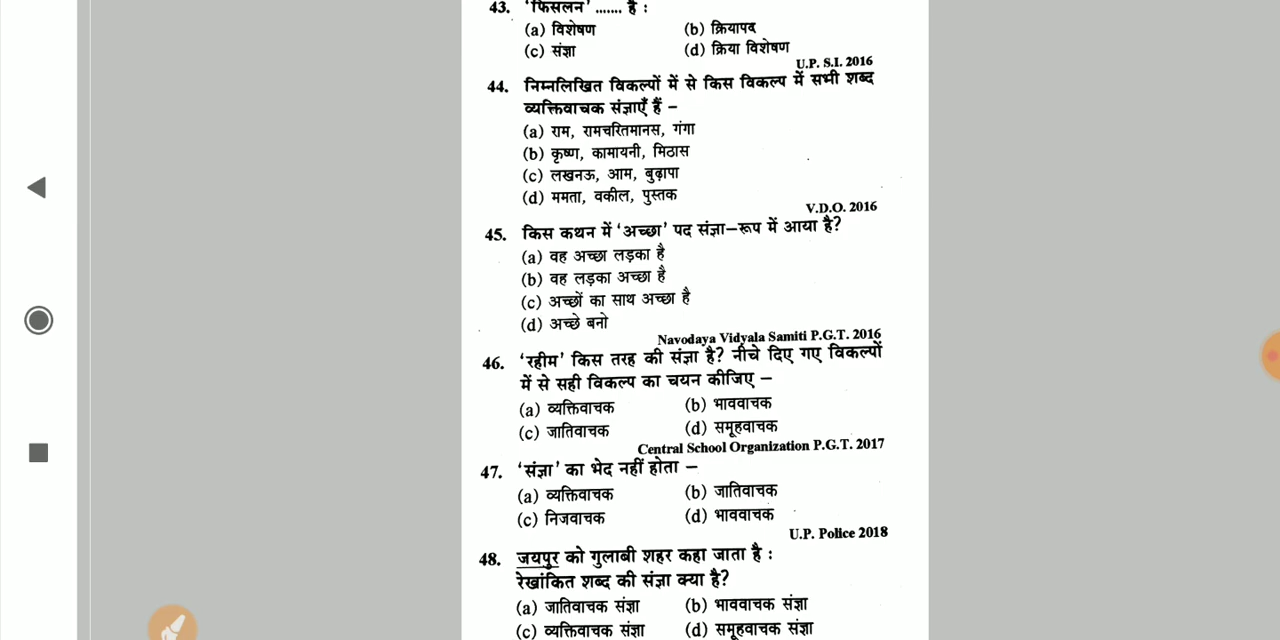 43. 'फिसलन' ....... है :
(a) विशेषण (b) क्रियापद
(c) संज्ञा (d) क्रिया विशेषण
U.P. S.I. 2016
44. निम्नलिखित विकल्पों में से किस विकल्प में सभी शब्द
व्यक्तिवाचक संज्ञाएँ हैं –
(a) राम, रामचरितमानस, गंगा
(b) कृष्ण, कामायनी, मिठास
(c) लखनऊ, आम, बुढ़ापा
(d) ममता, वकील, पुस्तक
V.D.O. 2016
45. किस कथन में 'अच्छा' पद संज्ञा–रूप में आया है?
(a) वह अच्छा लड़का है
(b) वह लड़का अच्छा है
(c) अच्छों का साथ अच्छा है
(d) अच्छे बनो
Navodaya Vidyala Samiti P.G.T. 2016
46. 'रहीम' किस तरह की संज्ञा है? नीचे दिए गए विकल्पों
में से सही विकल्प का चयन कीजिए –
(a) व्यक्तिवाचक (b) भाववाचक
(c) जातिवाचक (d) समूहवाचक
Central School Organization P.G.T. 2017
47. 'संज्ञा' का भेद नहीं होता –
(a) व्यक्तिवाचक (b) जातिवाचक
(c) निजवाचक (d) भाववाचक
U.P. Police 2018
48. जयपुर को गुलाबी शहर कहा जाता है :
रेखांकित शब्द की संज्ञा क्या है?
(a) जातिवाचक संज्ञा (b) भाववाचक संज्ञा
(c) व्यक्तिवाचक संज्ञा (d) समूहवाचक संज्ञा